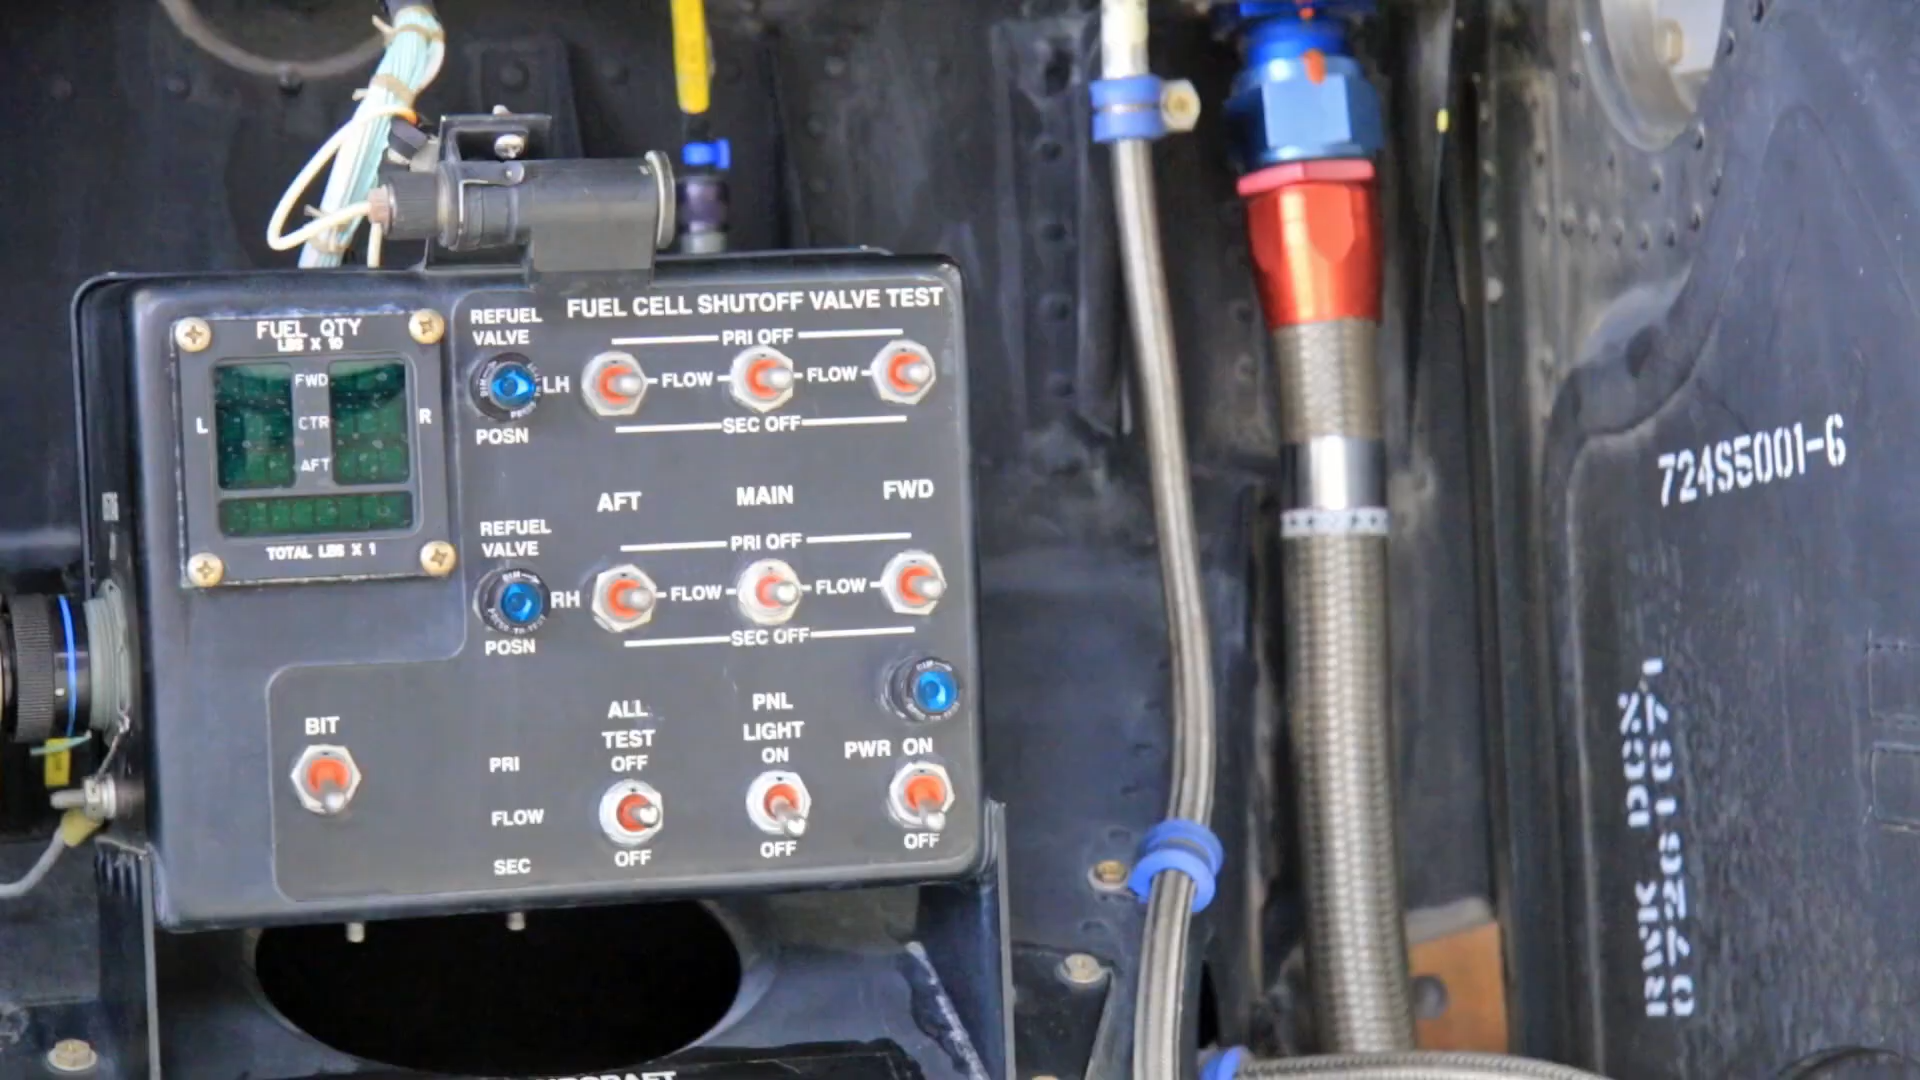 FUEL QTY
LBS X 10
FWD
L CTR R
AFT
TOTAL LBS X 1
FUEL CELL SHUTOFF VALVE TEST
REFUEL
VALVE
LH
POSN
PRI OFF
FLOW FLOW
SEC OFF
AFT MAIN FWD
REFUEL
VALVE
RH
POSN
PRI OFF
FLOW FLOW
SEC OFF
BIT
PRI
FLOW
SEC
ALL
TEST
OFF
OFF
PNL
LIGHT
ON
OFF
PWR ON
OFF
724S5001-6